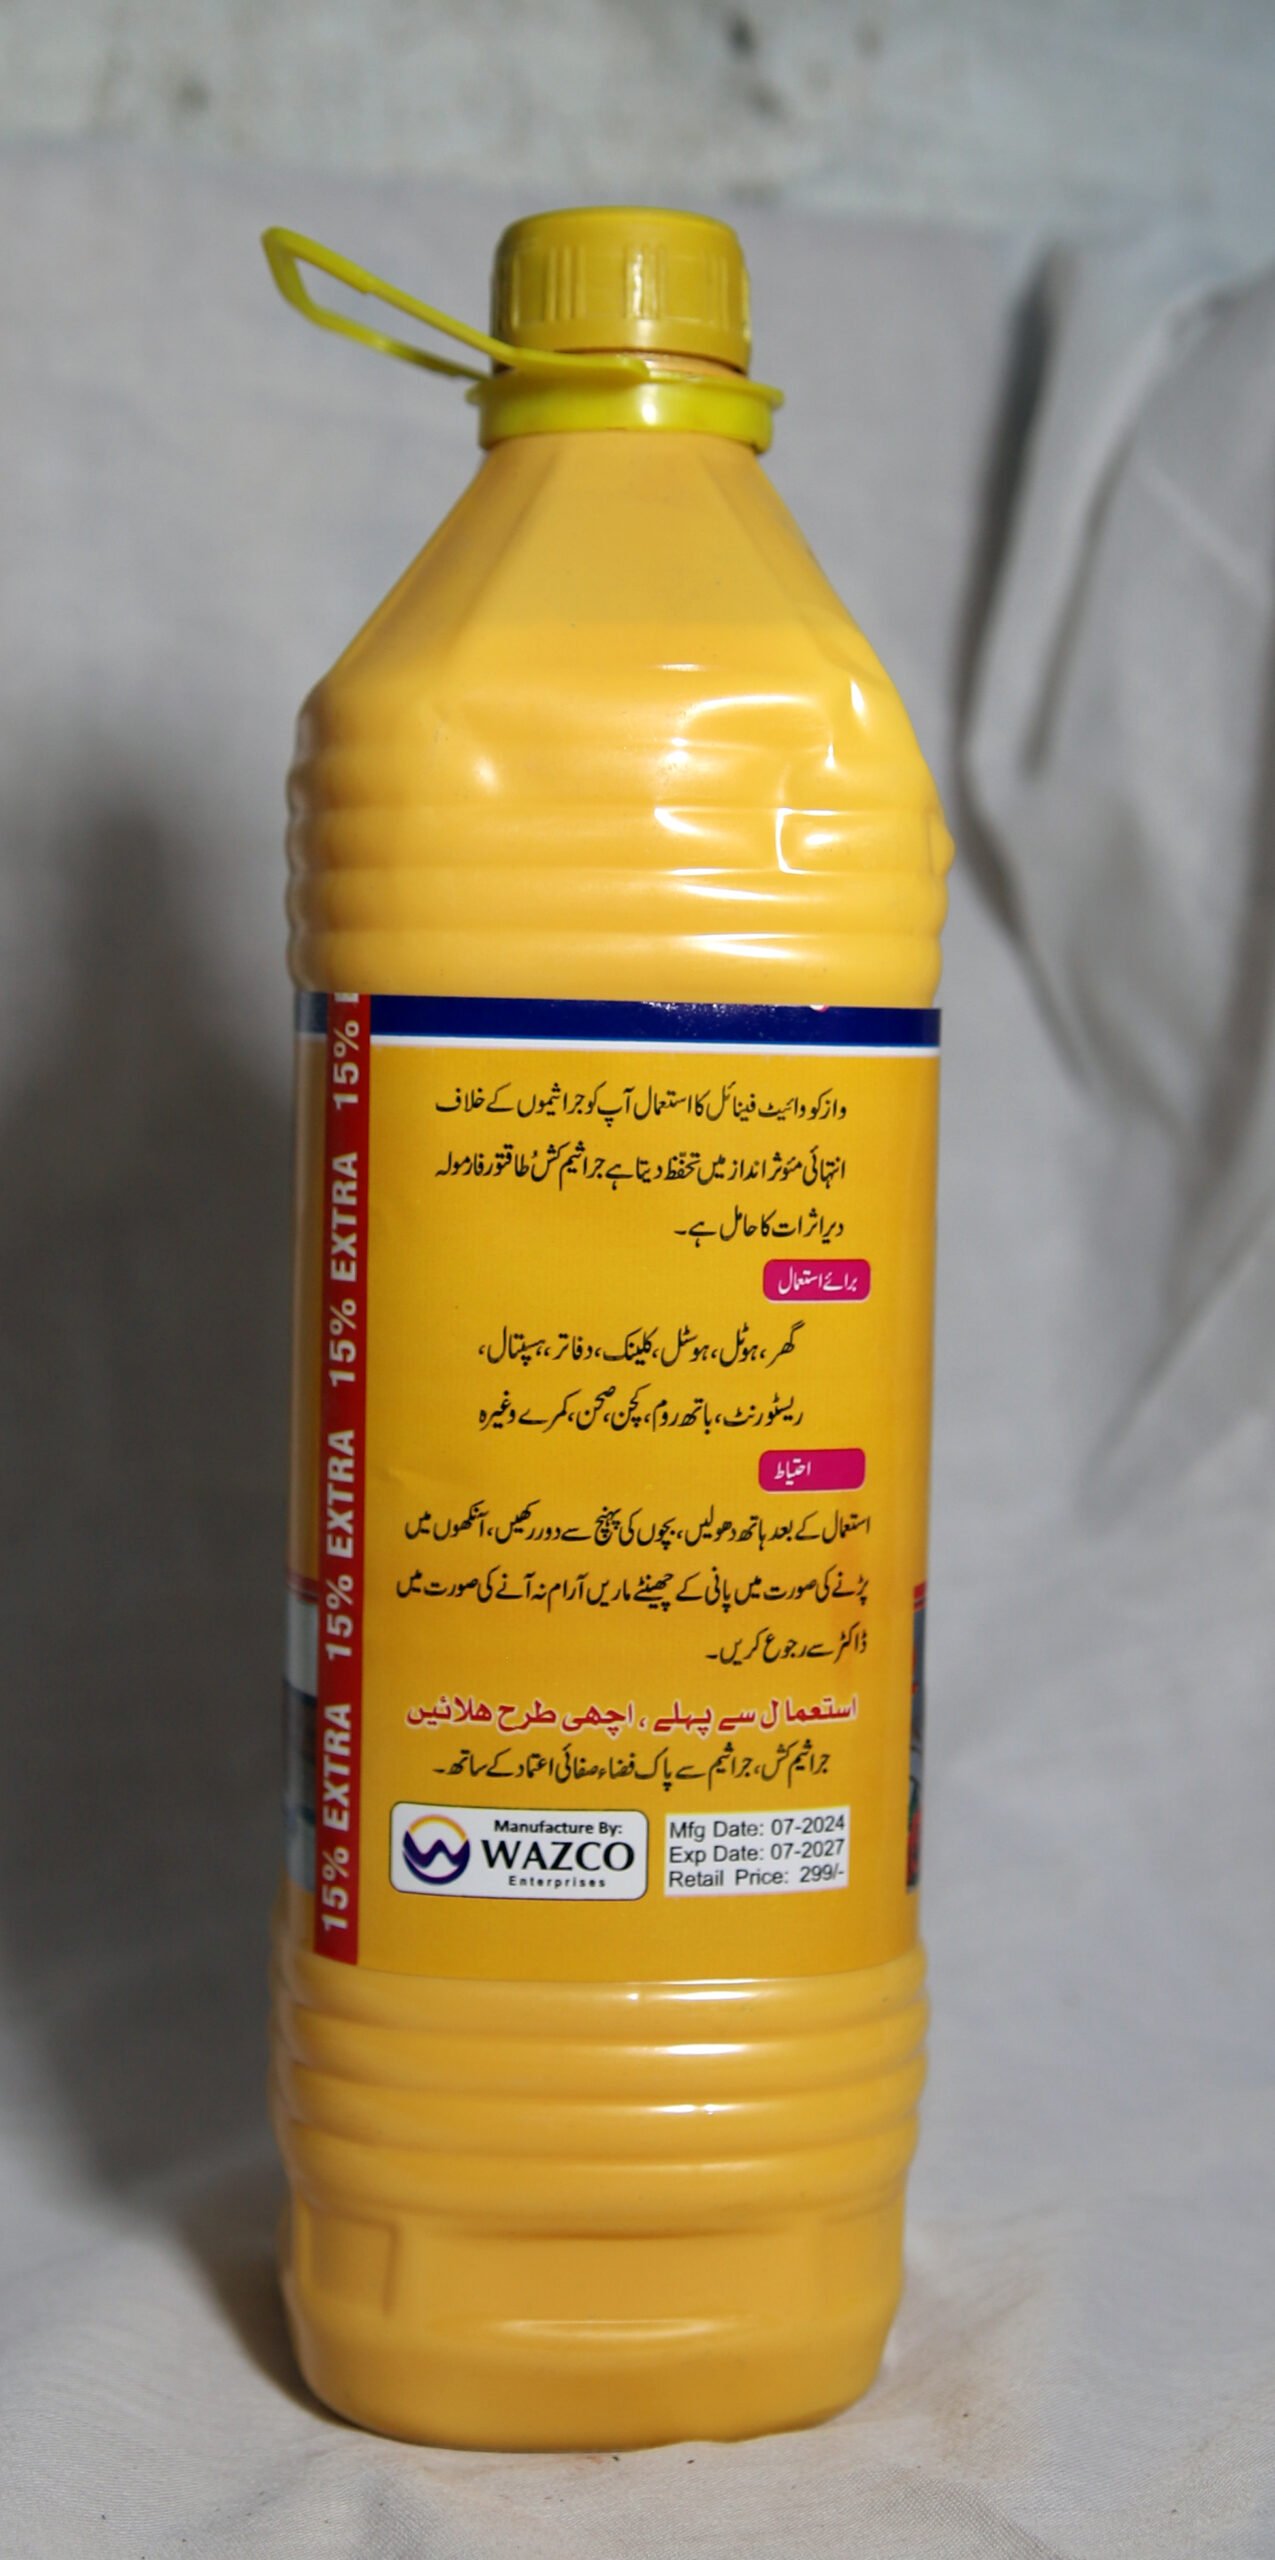 وازکو وائیٹ فینائل کا استعمال آپ کو جراثیموں کے خلاف
انتہائی مئوثر انداز میں تحفّظ دیتا ہے جراثیم کش طاقتور فارمولہ
دیر اثرات کا حامل ہے۔
برائے استعمال
گھر، ہوٹل، ہوسٹل، کلینک، دفاتر، ہسپتال،
ریسٹورنٹ، باتھ روم، کچن، صحن، کمرے وغیرہ
احتیاط
استعمال کے بعد ہاتھ دھولیں، بچوں کی پہنچ سے دور رکھیں، آنکھوں میں
پڑنے کی صورت میں پانی کے چھینٹے ماریں آرام نہ آنے کی صورت میں
ڈاکٹر سے رجوع کریں۔
استعمال سے پہلے، اچھی طرح ھلائیں
جراثیم کش، جراثیم سے پاک فضاء صفائی اعتماد کے ساتھ۔
Manufacture By:
WAZCO
Enterprises
Mfg Date: 07-2024
Exp Date: 07-2027
Retail Price: 299/-
15% EXTRA 15% EXTRA 15% EXTRA 15%